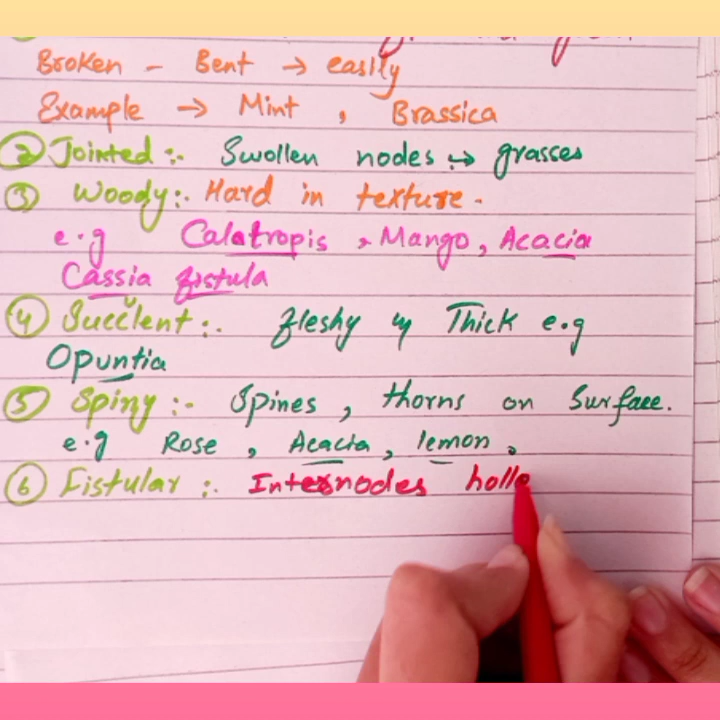 Broken - Bent → easily
Example → Mint , Brassica
② Jointed :- Swollen nodes → grasses
③ Woody :- Hard in texture -
e.g Calatropis , Mango, Acacia
Cassia fistula
④ Succulent :- fleshy Thick e.g
Opuntia
⑤ Spiny :- Spines , thorns on Surface.
e.g Rose , Acacia , lemon ,
⑥ Fistular :- Internodes hollo